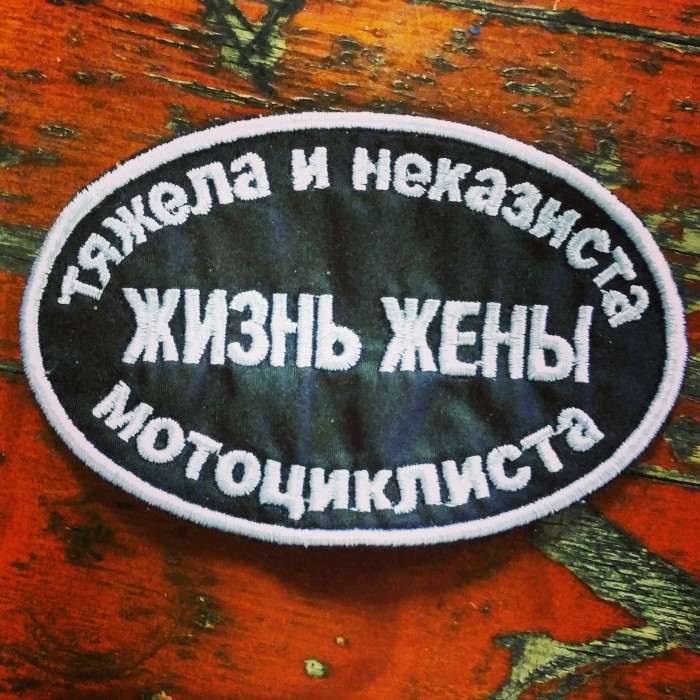 тяжела и неказиста
ЖИЗНЬ ЖЕНЫ
мотоциклиста